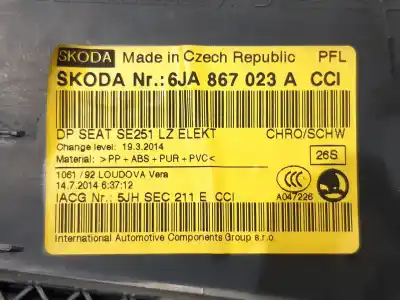 SKODA Made in Czech Republic PFL
SKODA Nr.: 6JA 867 023 A CCI
DP SEAT SE251 LZ ELEKT CHRO/SCHW
Change level: 19.3.2014
Material: >PP+ABS+PUR+PVC<
26S
1061 / 92 LOUDOVA Vera
14.7.2014 6:37:12
CCC
A047226
IACG Nr.: 5JH SEC 211 E CCI
International Automotive Components Group s.r.o.